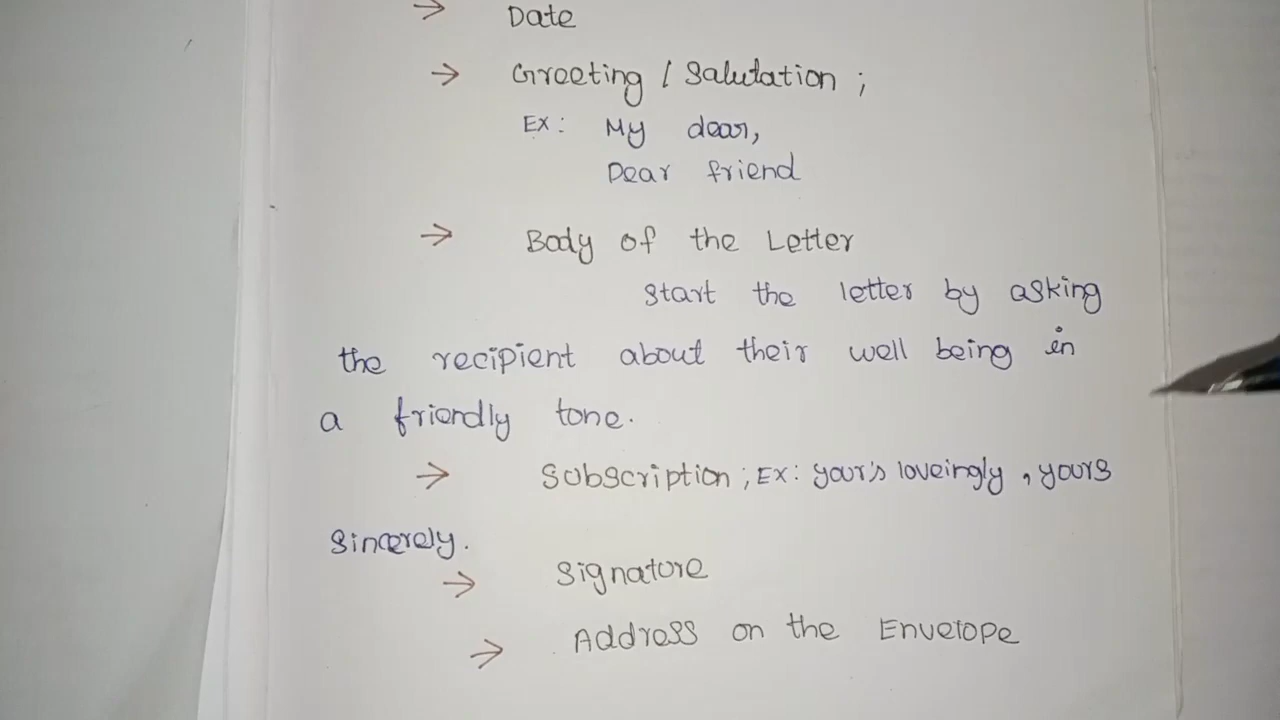 → Date
→ Greeting / Salutation ;
Ex : My dear,
Dear friend
→ Body of the Letter
start the letter by asking
the recipient about their well being in
a friendly tone.
→ Subscription ; Ex : your's loveingly , yours
sincerely.
→ Signature
→ Address on the Envelope